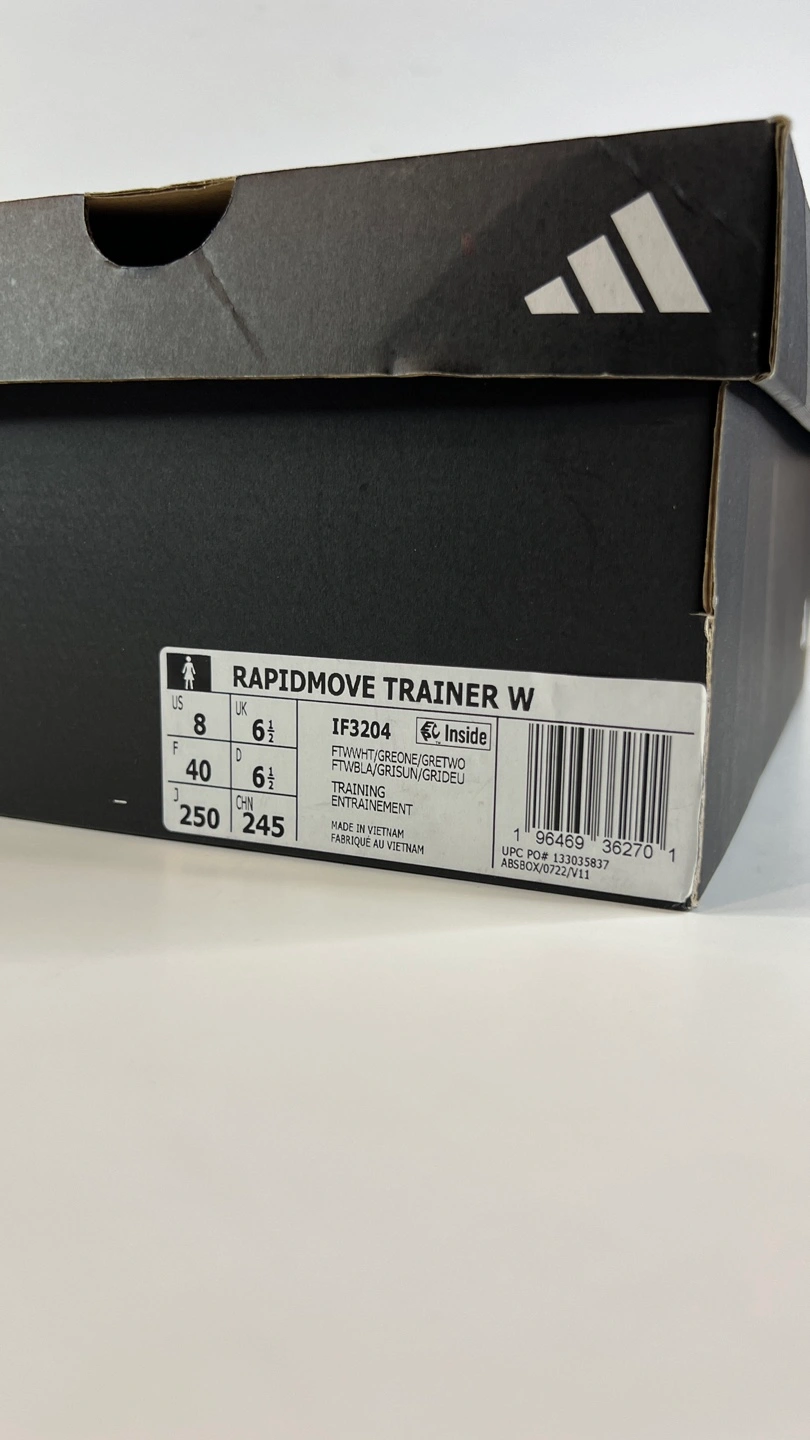 RAPIDMOVE TRAINER W
US 8 UK 6½
F 40 D 6½
J 250 CHN 245
IF3204 Inside
FTWWHT/GREONE/GRETWO
FTWBLA/GRISUN/GRIDEU
TRAINING
ENTRAINEMENT
MADE IN VIETNAM
FABRIQUÉ AU VIETNAM
1 96469 36270 1
UPC PO# 133035837
ABSBOX/0722/V11